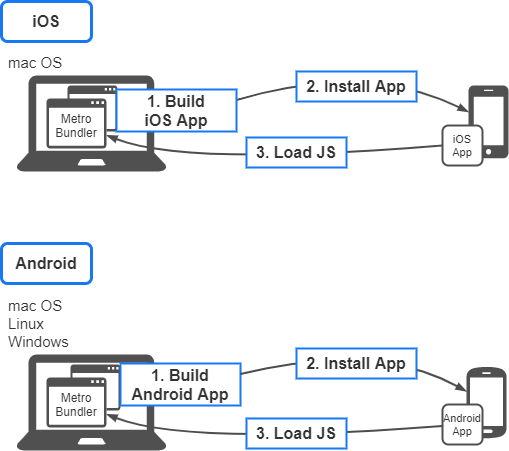 iOS
mac OS
1. Build
iOS App
2. Install App
Metro
Bundler
iOS
App
3. Load JS
Android
mac OS
Linux
Windows
1. Build
Android App
2. Install App
Metro
Bundler
Android
App
3. Load JS